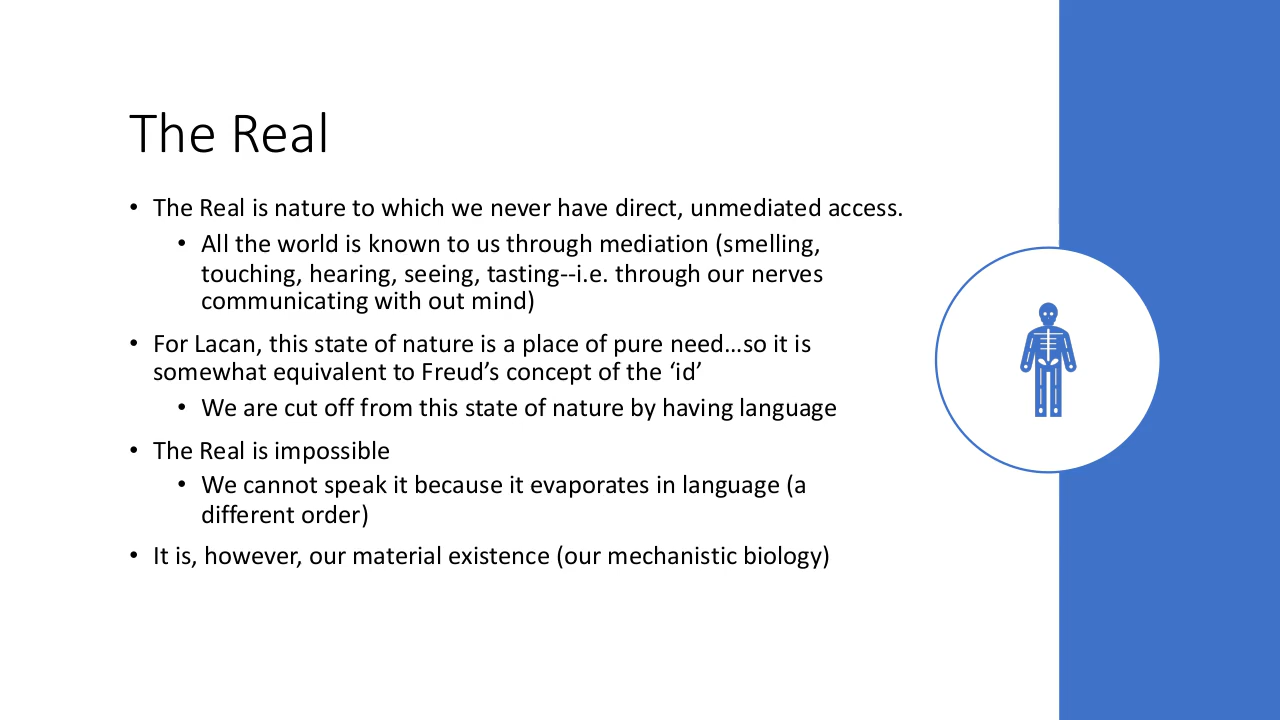 The Real
• The Real is nature to which we never have direct, unmediated access.
• All the world is known to us through mediation (smelling,
touching, hearing, seeing, tasting--i.e. through our nerves
communicating with out mind)
• For Lacan, this state of nature is a place of pure need…so it is
somewhat equivalent to Freud’s concept of the ‘id’
• We are cut off from this state of nature by having language
• The Real is impossible
• We cannot speak it because it evaporates in language (a
different order)
• It is, however, our material existence (our mechanistic biology)